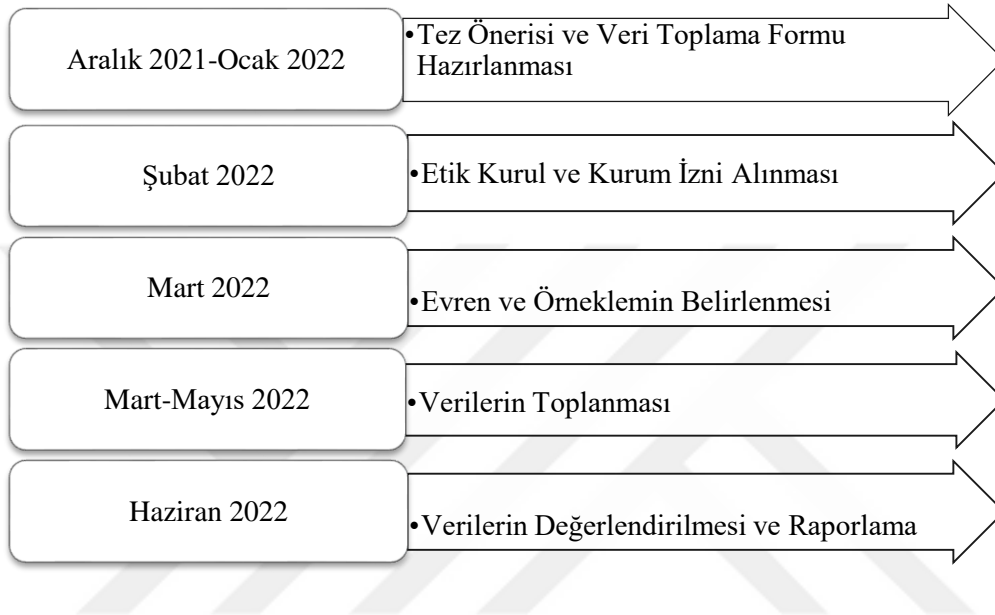 Aralık 2021-Ocak 2022
•Tez Önerisi ve Veri Toplama Formu
Hazırlanması
Şubat 2022
•Etik Kurul ve Kurum İzni Alınması
Mart 2022
•Evren ve Örneklemin Belirlenmesi
Mart-Mayıs 2022
•Verilerin Toplanması
Haziran 2022
•Verilerin Değerlendirilmesi ve Raporlama